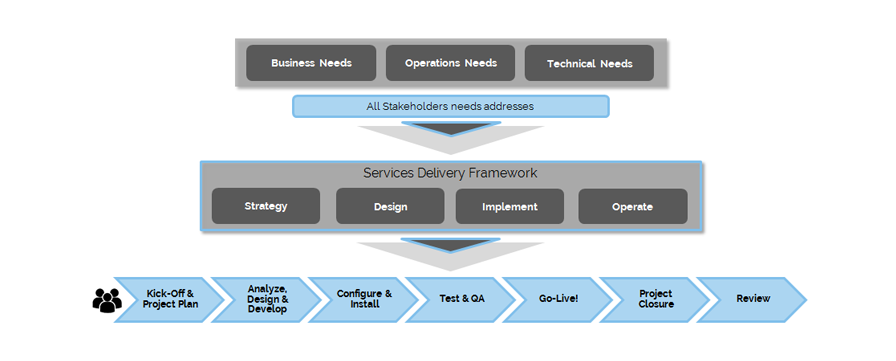 Business Needs
Operations Needs
Technical Needs
All Stakeholders needs addresses
Services Delivery Framework
Strategy
Design
Implement
Operate
Kick-Off &
Project Plan
Analyze,
Design &
Develop
Configure &
Install
Test & QA
Go-Live!
Project
Closure
Review